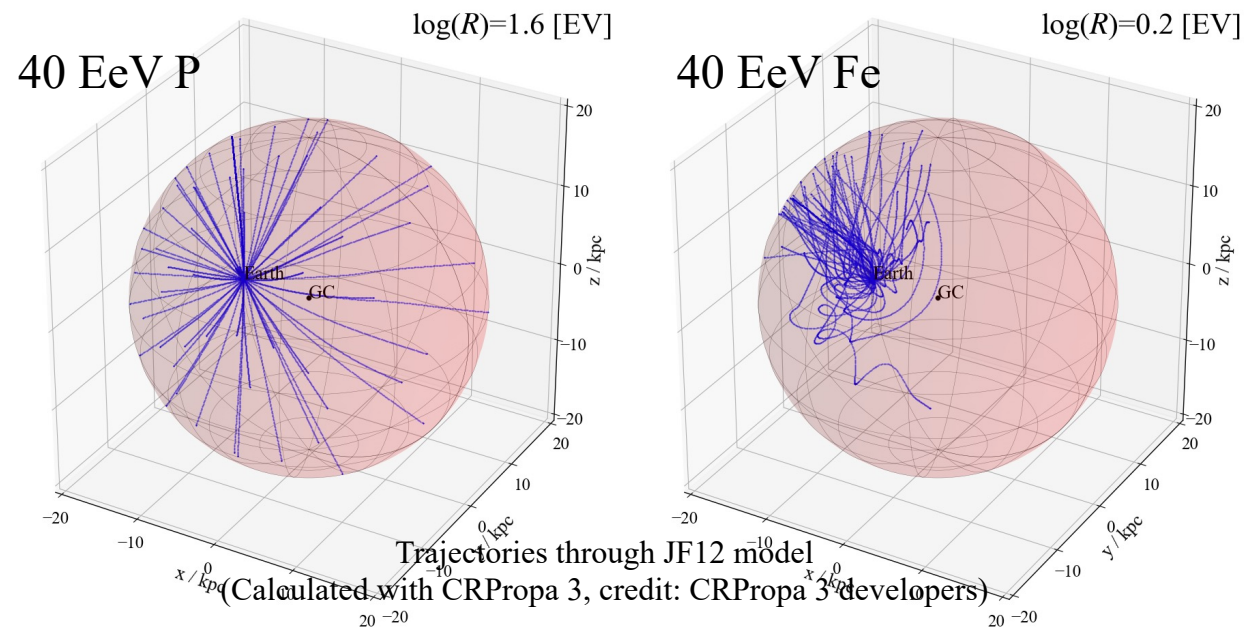 log(R)=1.6 [EV]
log(R)=0.2 [EV]
40 EeV P
40 EeV Fe
20
10
0
−10
−20
z / kpc
Earth
GC
20
10
0
−10
−20
−20
−10
0
20
x / kpc
20
10
0
−10
−20
z / kpc
Earth
GC
20
10
0
−10
−20
y / kpc
−20
−10
0
20
x / kpc
Trajectories through JF12 model
(Calculated with CRPropa 3, credit: CRPropa 3 developers)